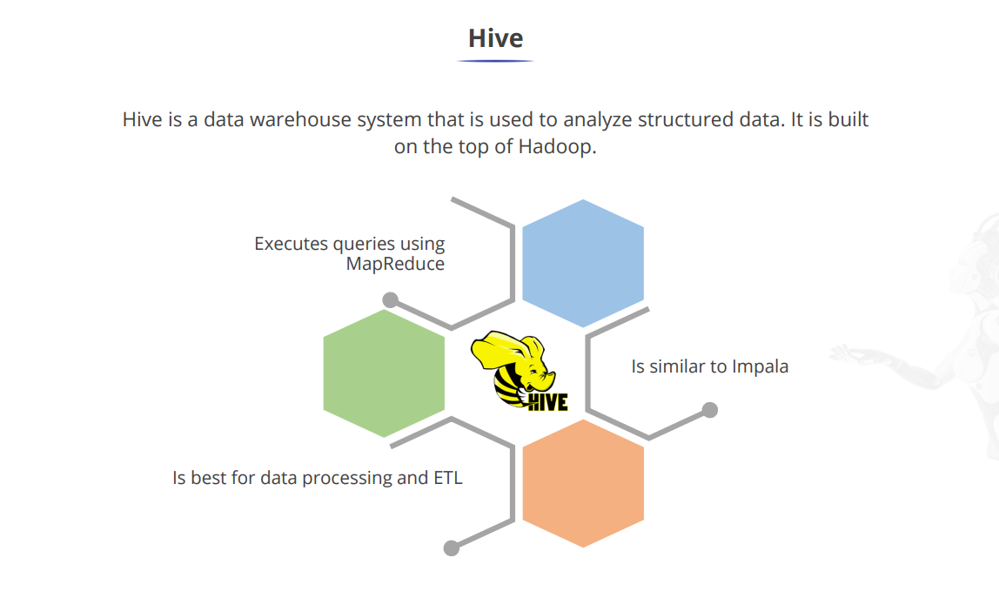 Hive
Hive is a data warehouse system that is used to analyze structured data. It is built
on the top of Hadoop.
Executes queries using
MapReduce
Is similar to Impala
HIVE
Is best for data processing and ETL